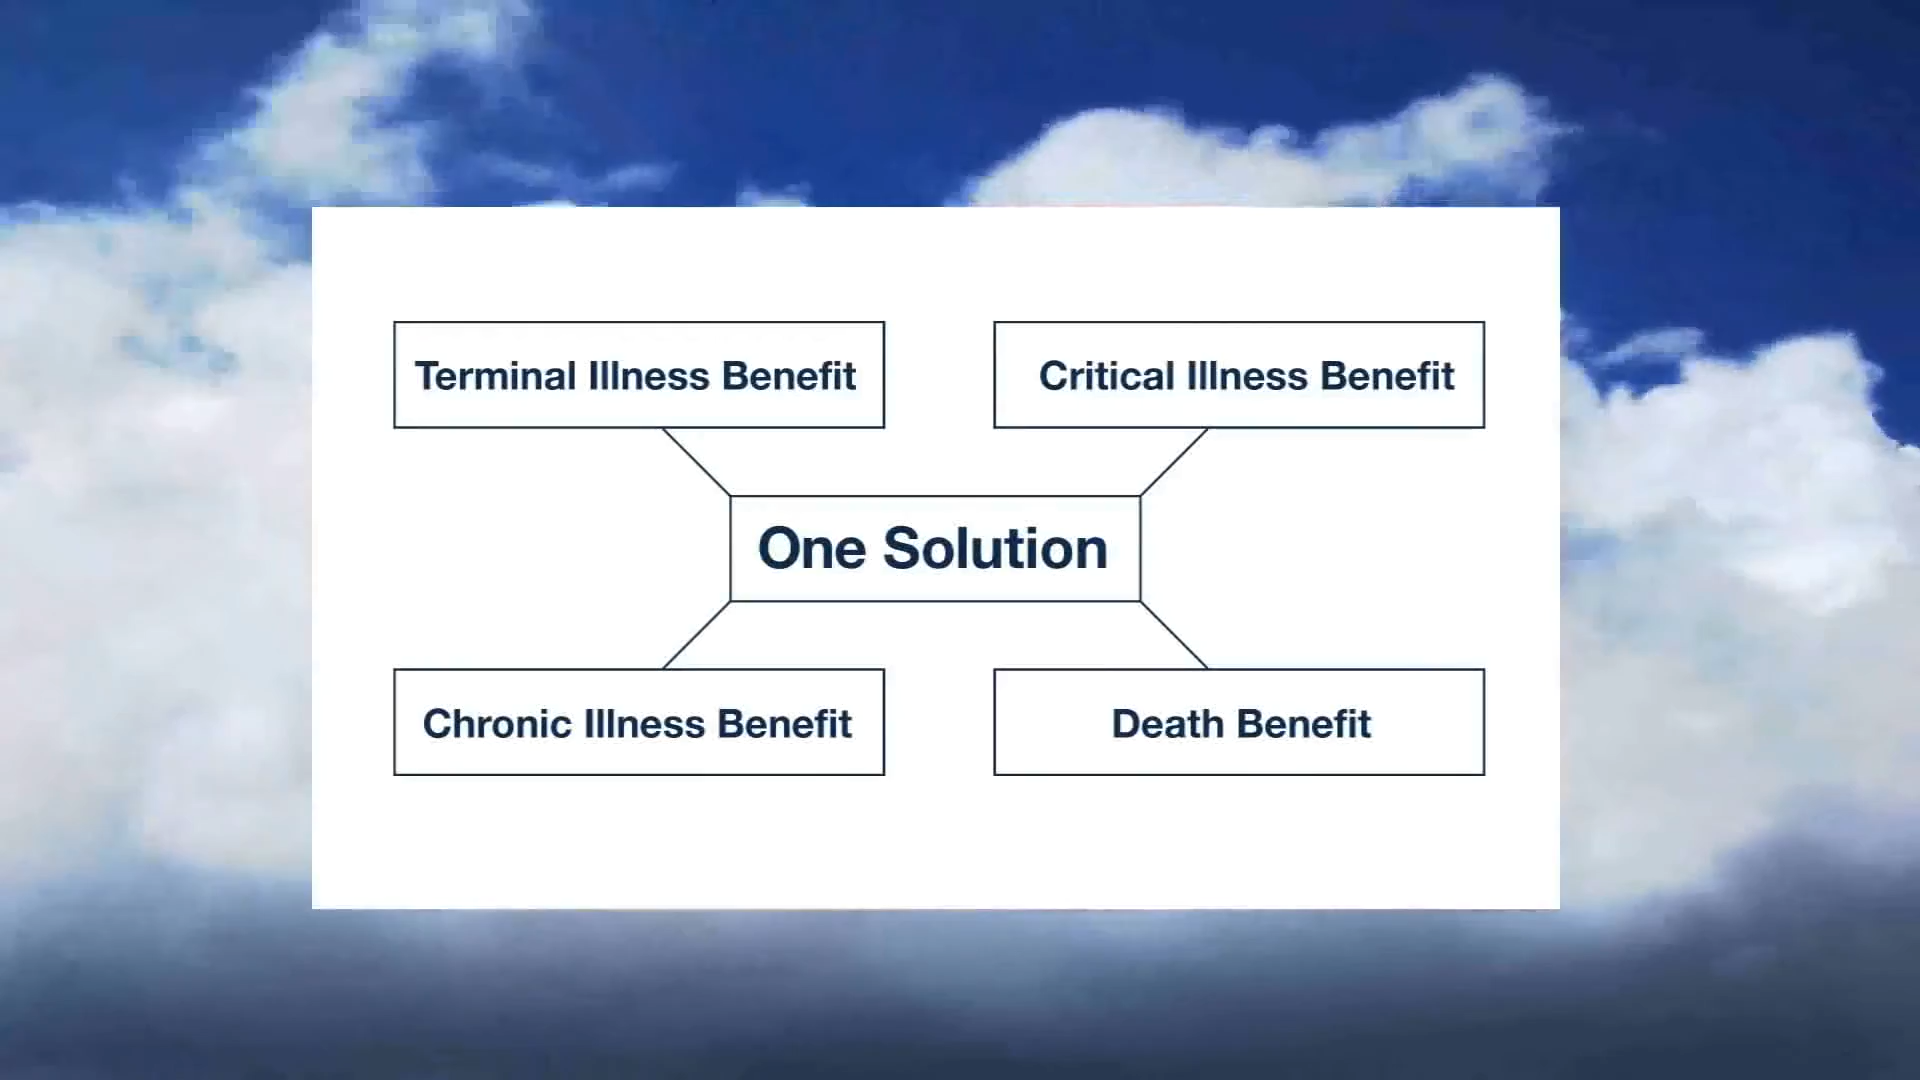 Terminal Illness Benefit
Critical Illness Benefit
One Solution
Chronic Illness Benefit
Death Benefit